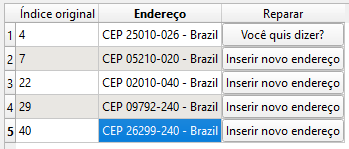 Índice original Endereço Reparar
1 4 CEP 25010-026 - Brazil Você quis dizer?
2 7 CEP 05210-020 - Brazil Inserir novo endereço
3 22 CEP 02010-040 - Brazil Inserir novo endereço
4 29 CEP 09792-240 - Brazil Inserir novo endereço
5 40 CEP 26299-240 - Brazil Inserir novo endereço